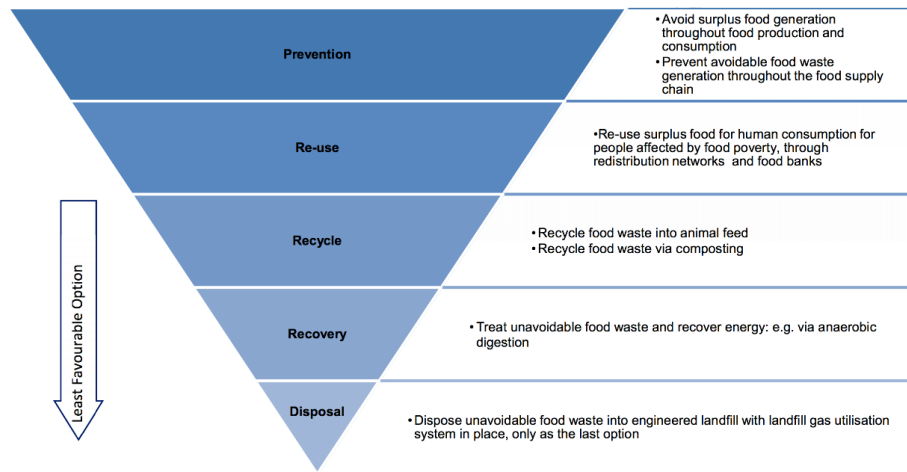 Prevention
• Avoid surplus food generation
throughout food production and
consumption
• Prevent avoidable food waste
generation throughout the food supply
chain
Re-use
•Re-use surplus food for human consumption for
people affected by food poverty, through
redistribution networks and food banks
Recycle
• Recycle food waste into animal feed
• Recycle food waste via composting
Recovery
• Treat unavoidable food waste and recover energy: e.g. via anaerobic
digestion
Disposal
• Dispose unavoidable food waste into engineered landfill with landfill gas utilisation
system in place, only as the last option
Least Favourable Option